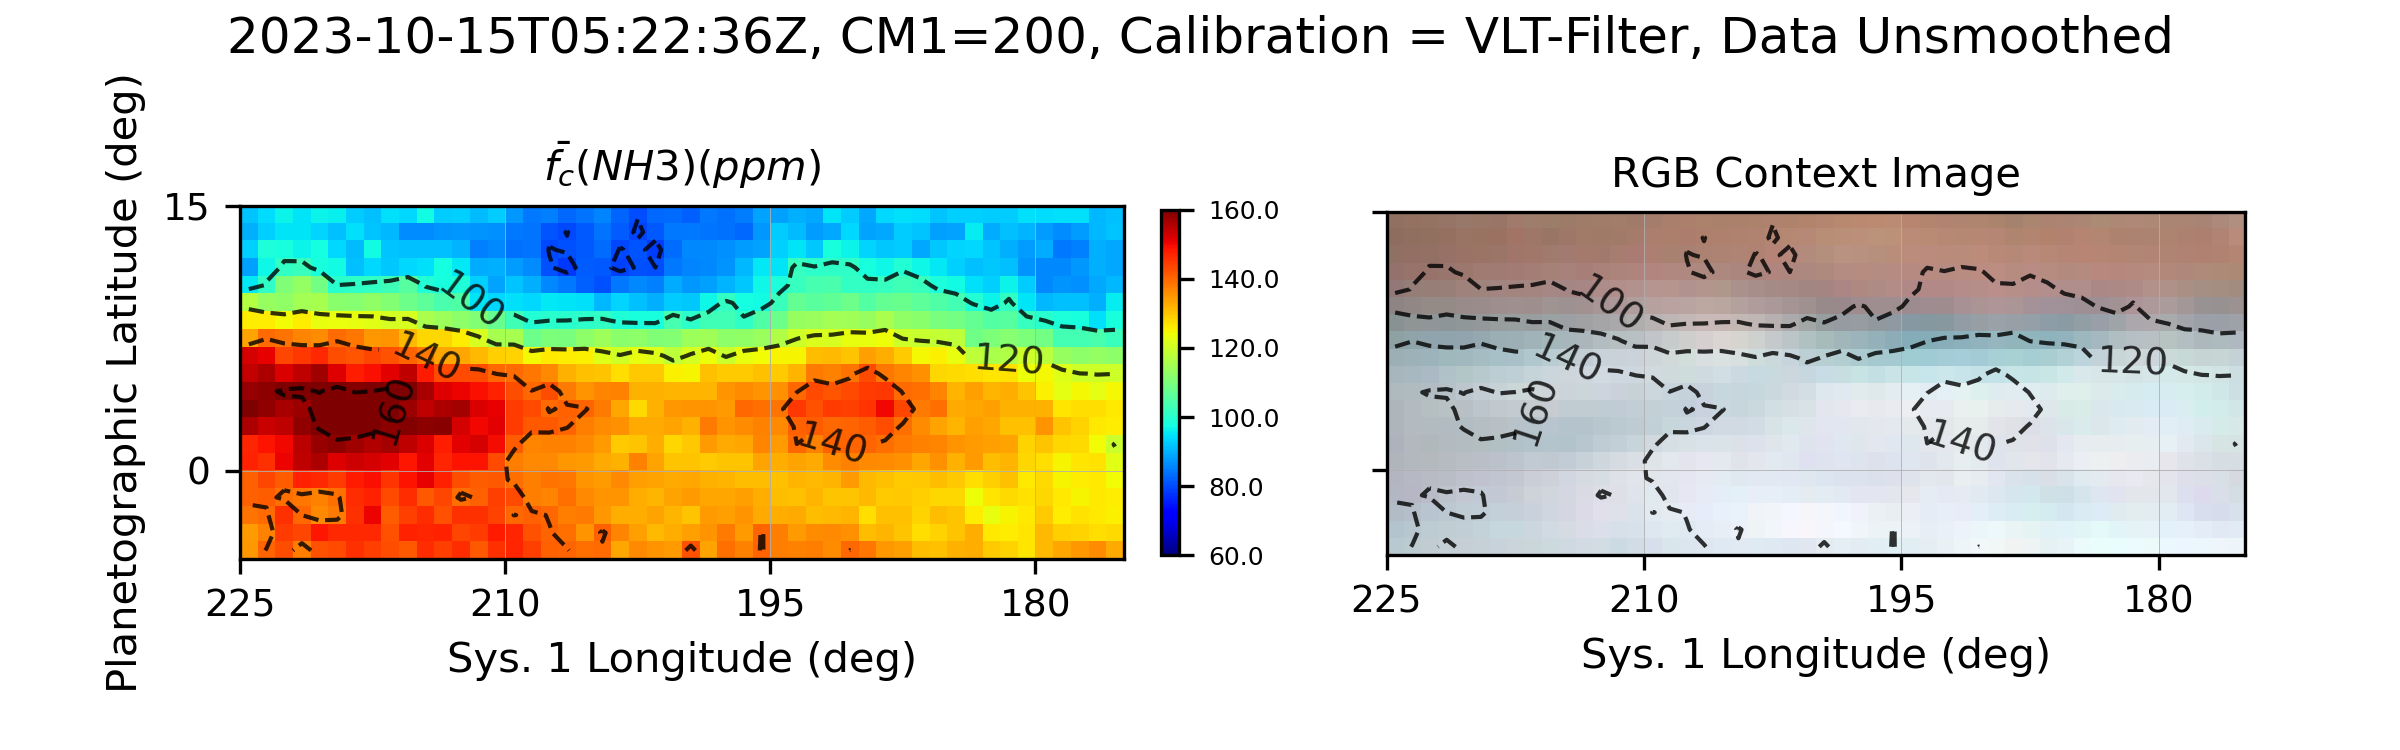 2023-10-15T05:22:36Z, CM1=200, Calibration = VLT-Filter, Data Unsmoothed
Planetographic Latitude (deg)
f̄c(NH3)(ppm)
15
0
100
140
160
140
120
225 210 195 180
Sys. 1 Longitude (deg)
160.0
140.0
120.0
100.0
80.0
60.0
RGB Context Image
100
140
160
140
120
225 210 195 180
Sys. 1 Longitude (deg)